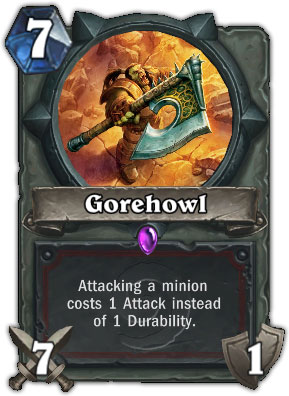 7
Gorehowl
Attacking a minion
costs 1 Attack instead
of 1 Durability.
7
1